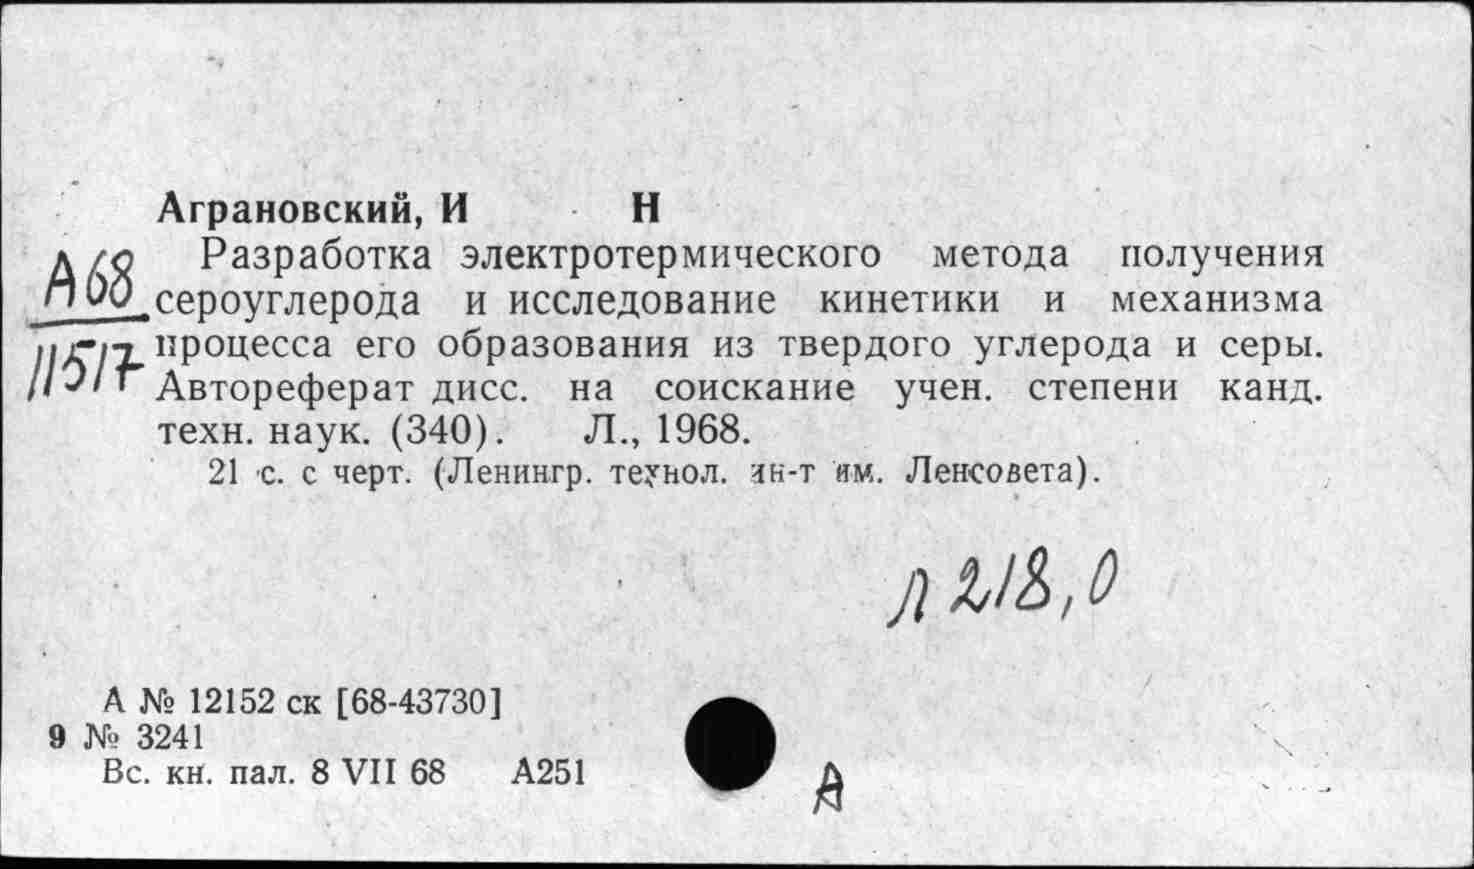 Аграновский, И Н
А68
11517
Разработка электротермического метода получения
сероуглерода и исследование кинетики и механизма
процесса его образования из твердого углерода и серы.
Автореферат дисс. на соискание учен. степени канд.
техн. наук. (340). Л., 1968.
21 с. с черт. (Ленингр. технол. ин-т им. Ленсовета).
Л 218,0
А № 12152 ск [68-43730]
9 № 3241
Вс. кн. пал. 8 VII 68 А251
А